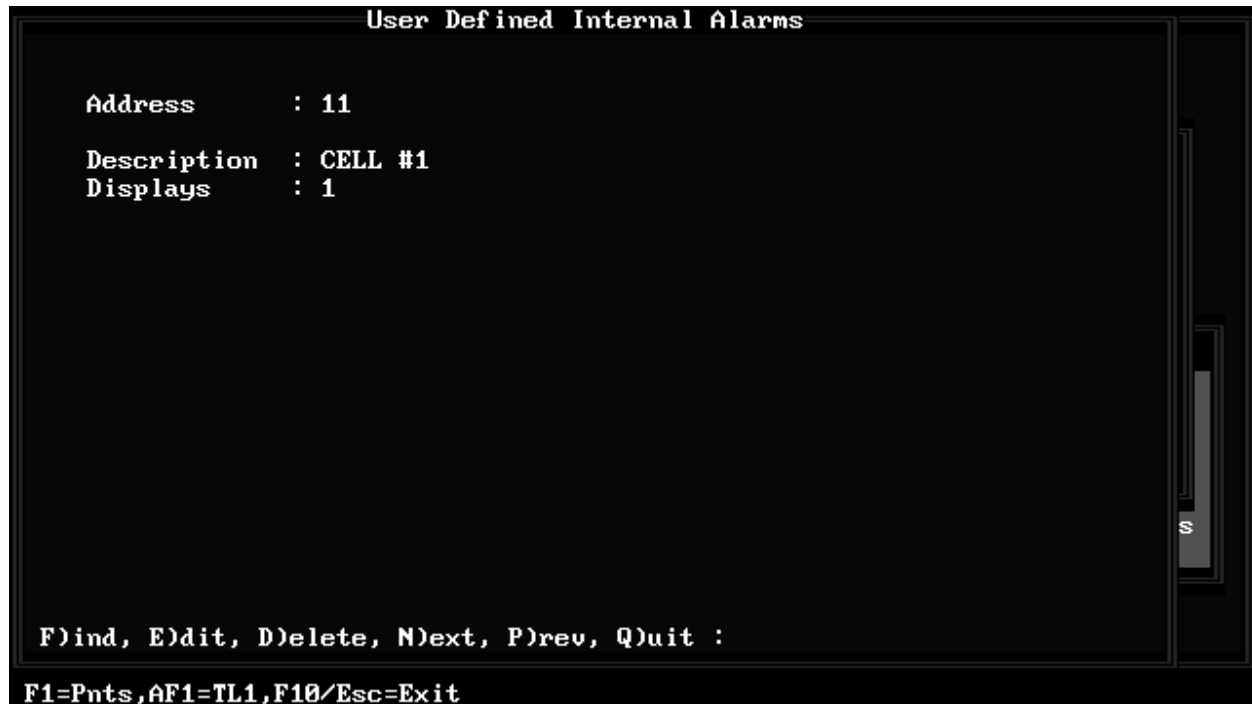 User Defined Internal Alarms
Address : 11
Description : CELL #1
Displays : 1
s
F)ind, E)dit, D)elete, N)ext, P)rev, Q)uit :
F1=Pnts,AF1=TL1,F10/Esc=Exit